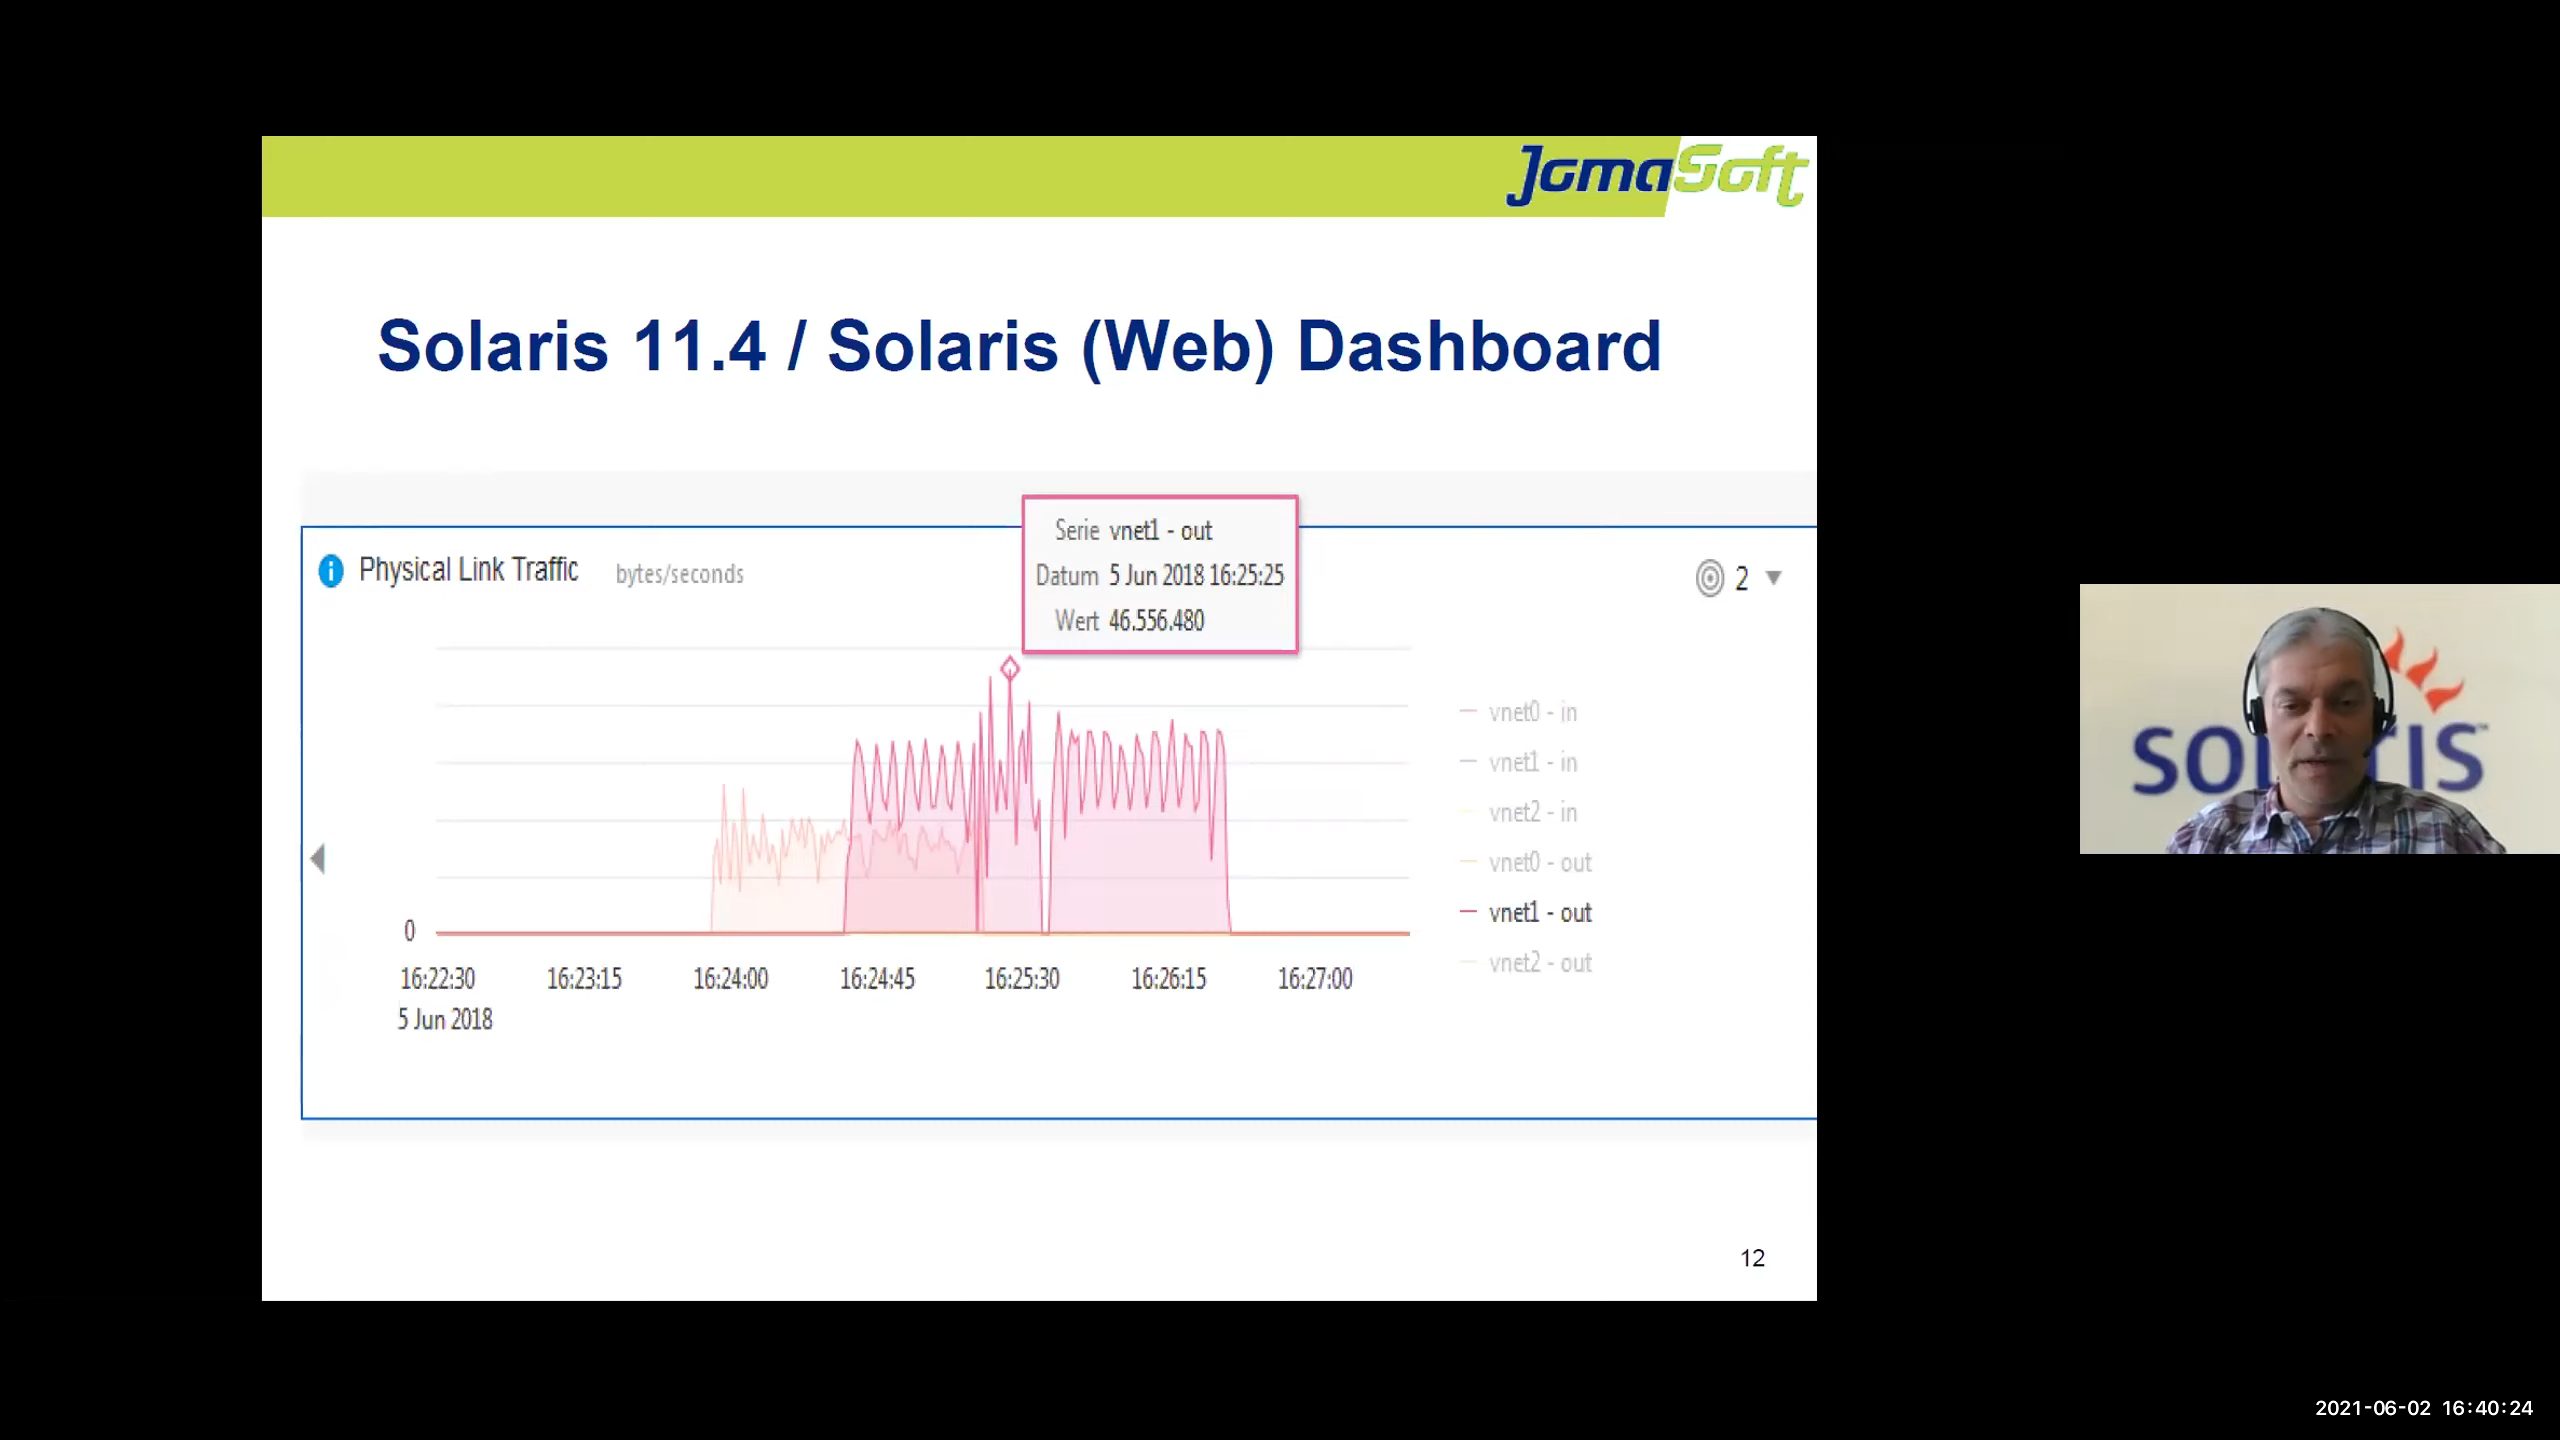 JomaSoft
Solaris 11.4 / Solaris (Web) Dashboard
Serie vnet1 - out
Datum 5 Jun 2018 16:25:25
Wert 46.556.480
Physical Link Traffic bytes/seconds
2
vnet0 - in
vnet1 - in
vnet2 - in
vnet0 - out
vnet1 - out
vnet2 - out
0
16:22:30 16:23:15 16:24:00 16:24:45 16:25:30 16:26:15 16:27:00
5 Jun 2018
12
2021-06-02 16:40:24